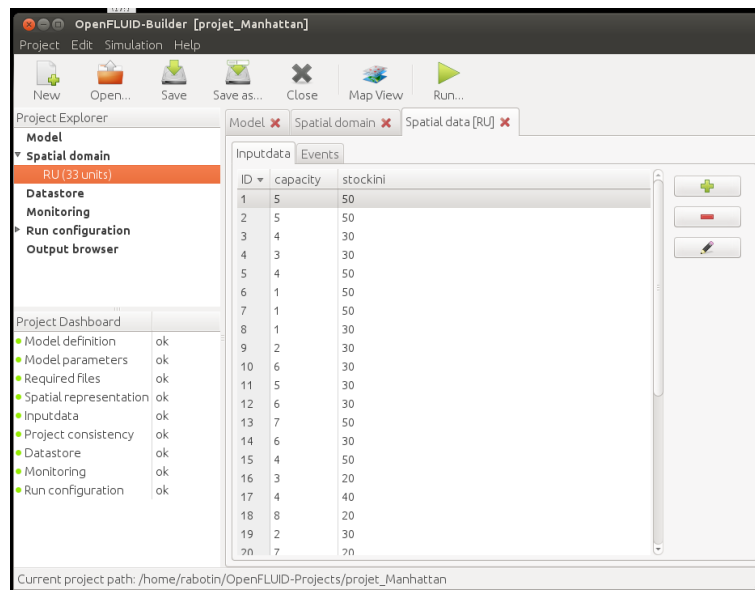 OpenFLUID-Builder [projet_Manhattan]
Project Edit Simulation Help
New Open... Save Save as... Close Map View Run...
Project Explorer
Model
Spatial domain
RU (33 units)
Datastore
Monitoring
Run configuration
Output browser
Project Dashboard
Model definition ok
Model parameters ok
Required files ok
Spatial representation ok
Inputdata ok
Project consistency ok
Datastore ok
Monitoring ok
Run configuration ok
Model Spatial domain Spatial data [RU]
Inputdata Events
ID capacity stockini
1 5 50
2 5 50
3 4 30
4 3 30
5 4 50
6 1 50
7 1 50
8 1 30
9 2 30
10 6 30
11 5 30
12 6 30
13 7 50
14 6 30
15 4 50
16 3 20
17 4 40
18 8 20
19 2 30
20 7 20
Current project path: /home/rabotin/OpenFLUID-Projects/projet_Manhattan